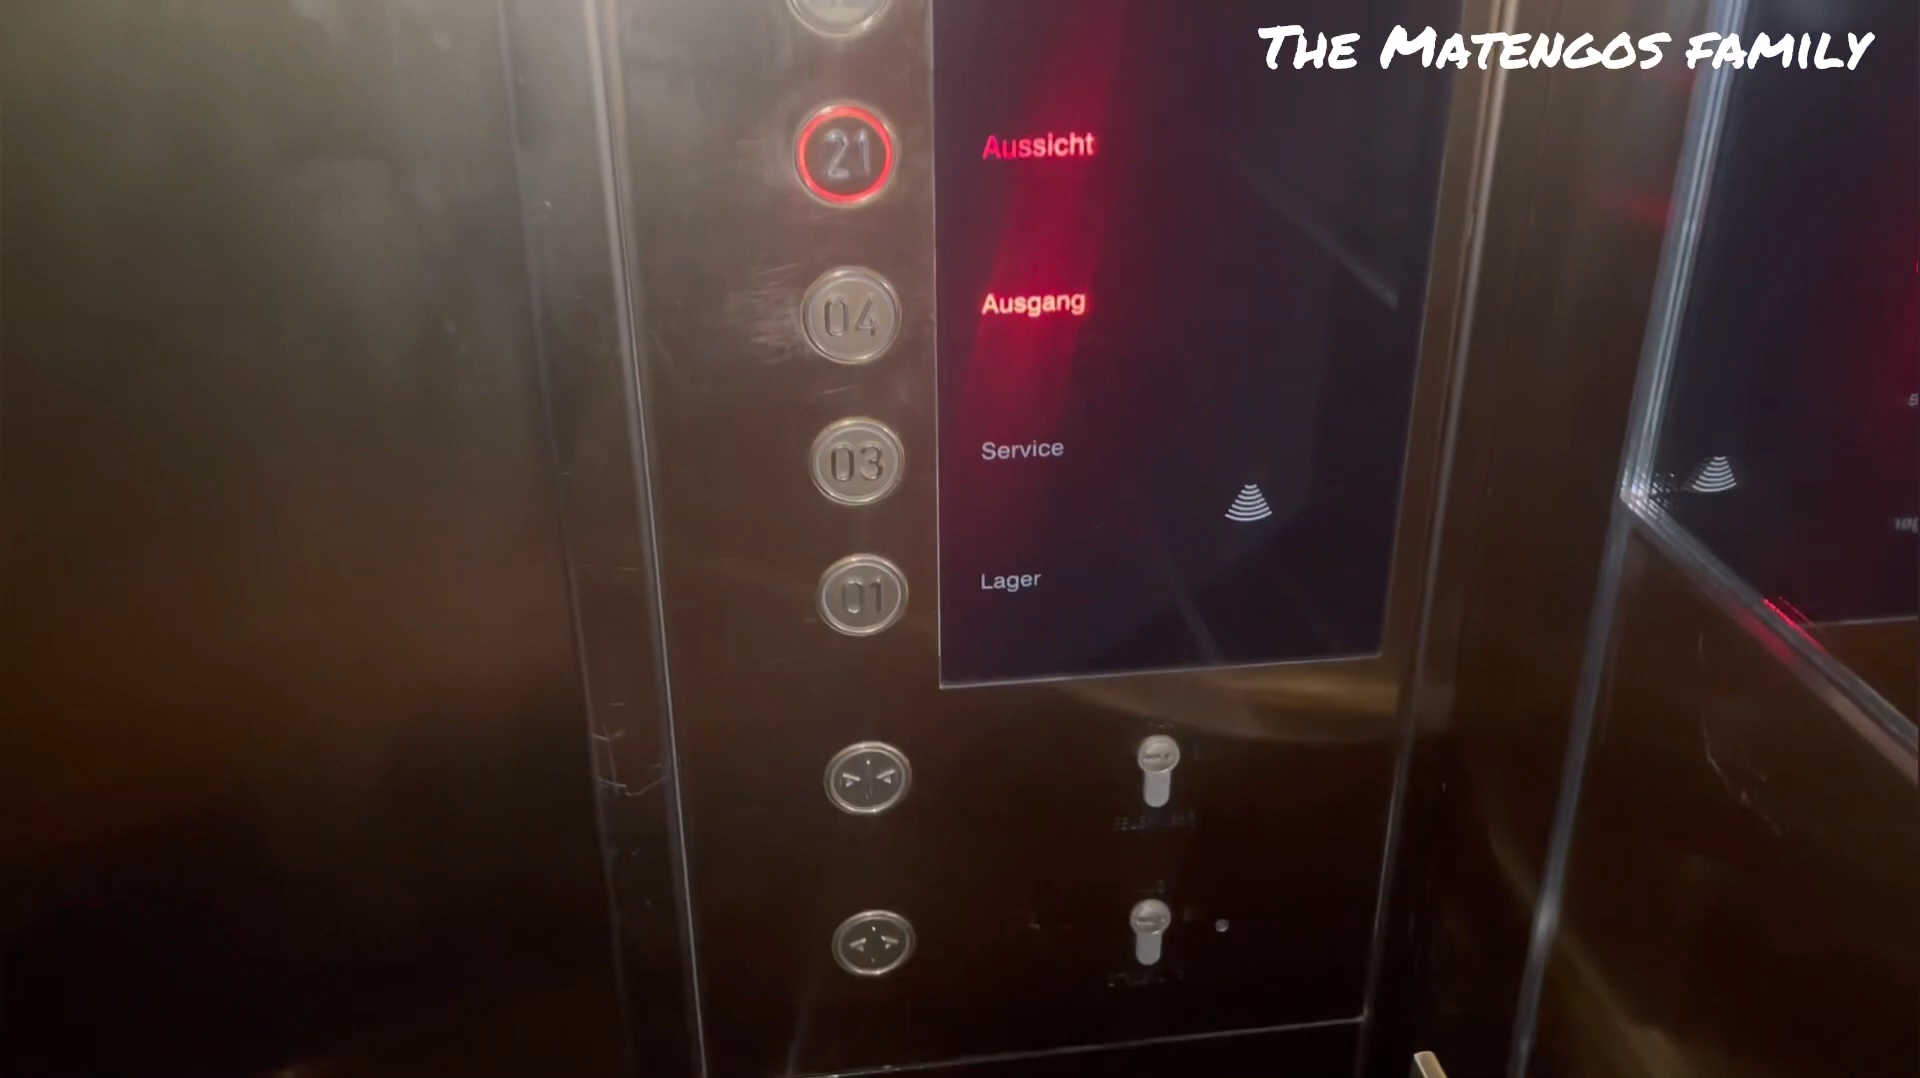 The Matengos family
21
Aussicht
04
Ausgang
03
Service
01
Lager